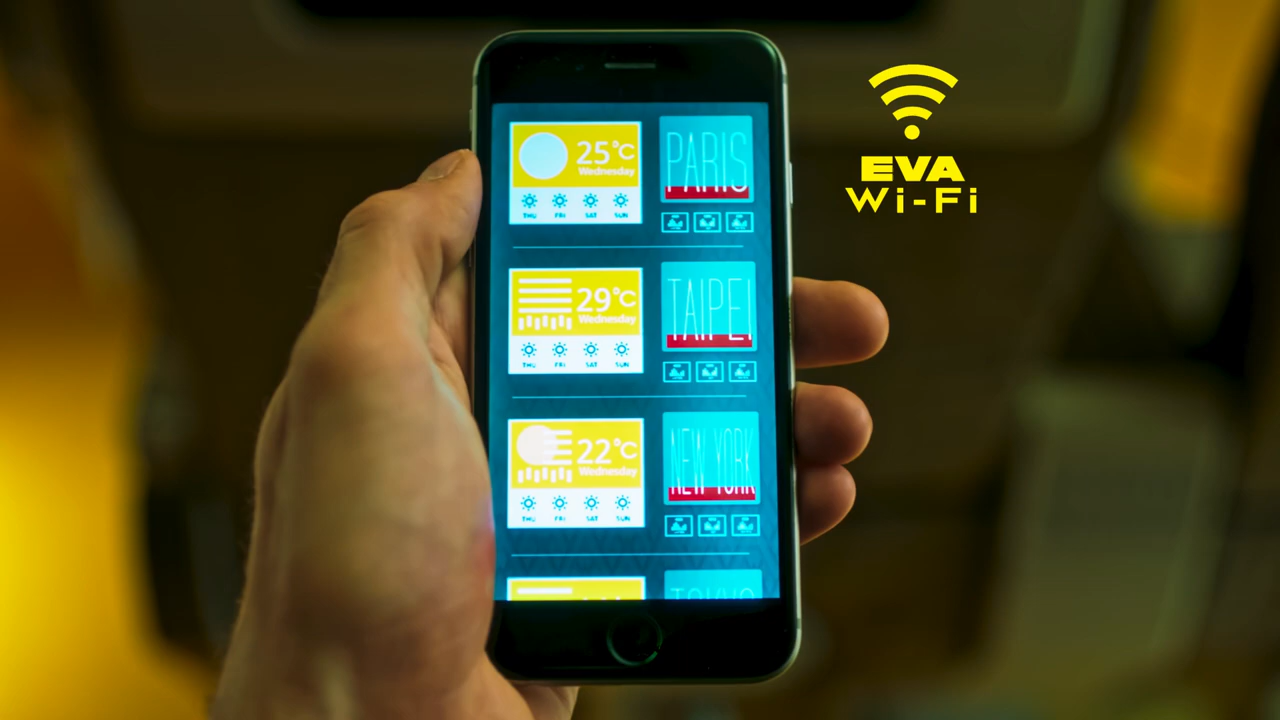 25°C
Wednesday
THU FRI SAT SUN
PARIS
29°C
Wednesday
THU FRI SAT SUN
TAIPEI
22°C
Wednesday
THU FRI SAT SUN
NEW YORK
TOKYO
EVA
Wi-Fi